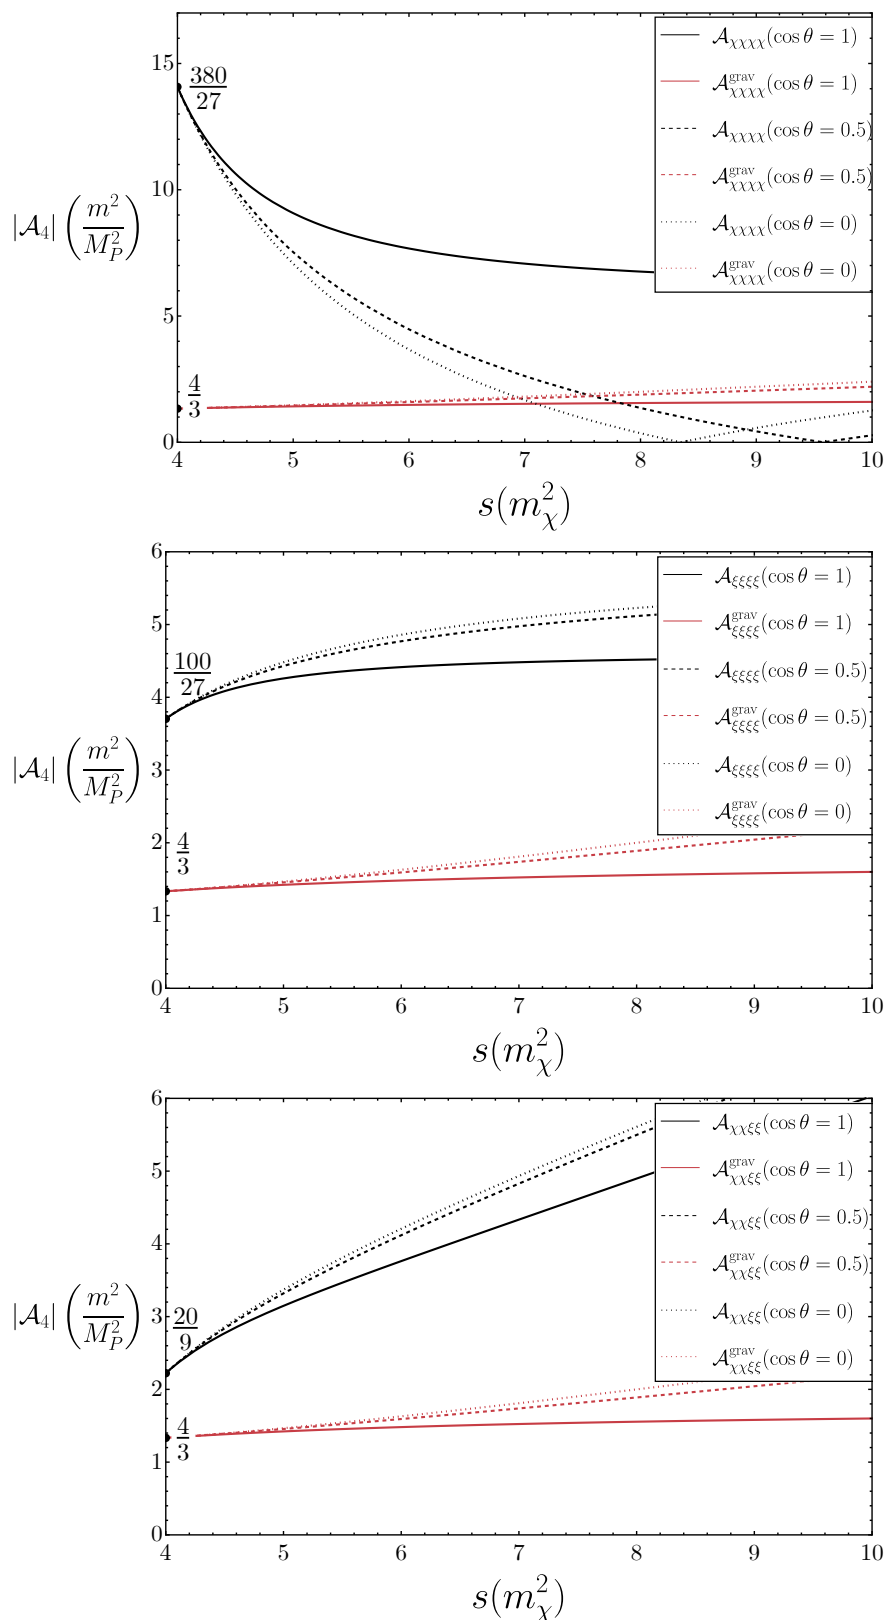 15
10
5
0
380/27
4/3
|𝒜₄| (m²/M_P²)
𝒜_χχχχ(cos θ = 1)
𝒜^grav_χχχχ(cos θ = 1)
𝒜_χχχχ(cos θ = 0.5)
𝒜^grav_χχχχ(cos θ = 0.5)
𝒜_χχχχ(cos θ = 0)
𝒜^grav_χχχχ(cos θ = 0)
4 5 6 7 8 9 10
s(m_χ²)
6
5
4
3
2
1
0
100/27
4/3
|𝒜₄| (m²/M_P²)
𝒜_ξξξξ(cos θ = 1)
𝒜^grav_ξξξξ(cos θ = 1)
𝒜_ξξξξ(cos θ = 0.5)
𝒜^grav_ξξξξ(cos θ = 0.5)
𝒜_ξξξξ(cos θ = 0)
𝒜^grav_ξξξξ(cos θ = 0)
4 5 6 7 8 9 10
s(m_χ²)
6
5
4
3
2
1
0
20/9
4/3
|𝒜₄| (m²/M_P²)
𝒜_χχξξ(cos θ = 1)
𝒜^grav_χχξξ(cos θ = 1)
𝒜_χχξξ(cos θ = 0.5)
𝒜^grav_χχξξ(cos θ = 0.5)
𝒜_χχξξ(cos θ = 0)
𝒜^grav_χχξξ(cos θ = 0)
4 5 6 7 8 9 10
s(m_χ²)